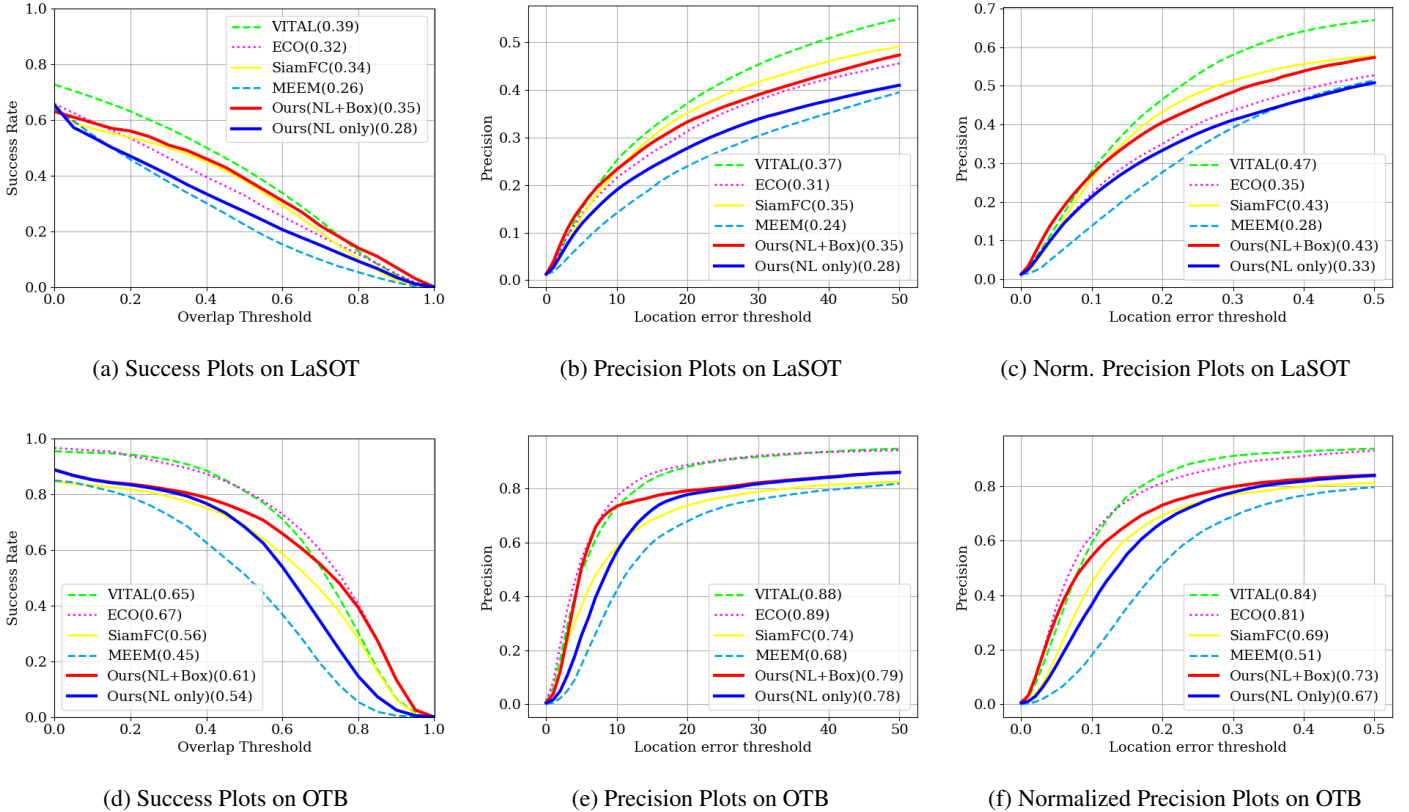 1.0
0.8
0.6
0.4
0.2
0.0
Success Rate
VITAL(0.39)
ECO(0.32)
SiamFC(0.34)
MEEM(0.26)
Ours(NL+Box)(0.35)
Ours(NL only)(0.28)
0.0 0.2 0.4 0.6 0.8 1.0
Overlap Threshold
(a) Success Plots on LaSOT
0.5
0.4
0.3
0.2
0.1
0.0
Precision
VITAL(0.37)
ECO(0.31)
SiamFC(0.35)
MEEM(0.24)
Ours(NL+Box)(0.35)
Ours(NL only)(0.28)
0 10 20 30 40 50
Location error threshold
(b) Precision Plots on LaSOT
0.7
0.6
0.5
0.4
0.3
0.2
0.1
0.0
Precision
VITAL(0.47)
ECO(0.35)
SiamFC(0.43)
MEEM(0.28)
Ours(NL+Box)(0.43)
Ours(NL only)(0.33)
0.0 0.1 0.2 0.3 0.4 0.5
Location error threshold
(c) Norm. Precision Plots on LaSOT
1.0
0.8
0.6
0.4
0.2
0.0
Success Rate
VITAL(0.65)
ECO(0.67)
SiamFC(0.56)
MEEM(0.45)
Ours(NL+Box)(0.61)
Ours(NL only)(0.54)
0.0 0.2 0.4 0.6 0.8 1.0
Overlap Threshold
(d) Success Plots on OTB
0.8
0.6
0.4
0.2
0.0
Precision
VITAL(0.88)
ECO(0.89)
SiamFC(0.74)
MEEM(0.68)
Ours(NL+Box)(0.79)
Ours(NL only)(0.78)
0 10 20 30 40 50
Location error threshold
(e) Precision Plots on OTB
0.8
0.6
0.4
0.2
0.0
Precision
VITAL(0.84)
ECO(0.81)
SiamFC(0.69)
MEEM(0.51)
Ours(NL+Box)(0.73)
Ours(NL Only)(0.67)
0.0 0.1 0.2 0.3 0.4 0.5
Location error threshold
(f) Normalized Precision Plots on OTB